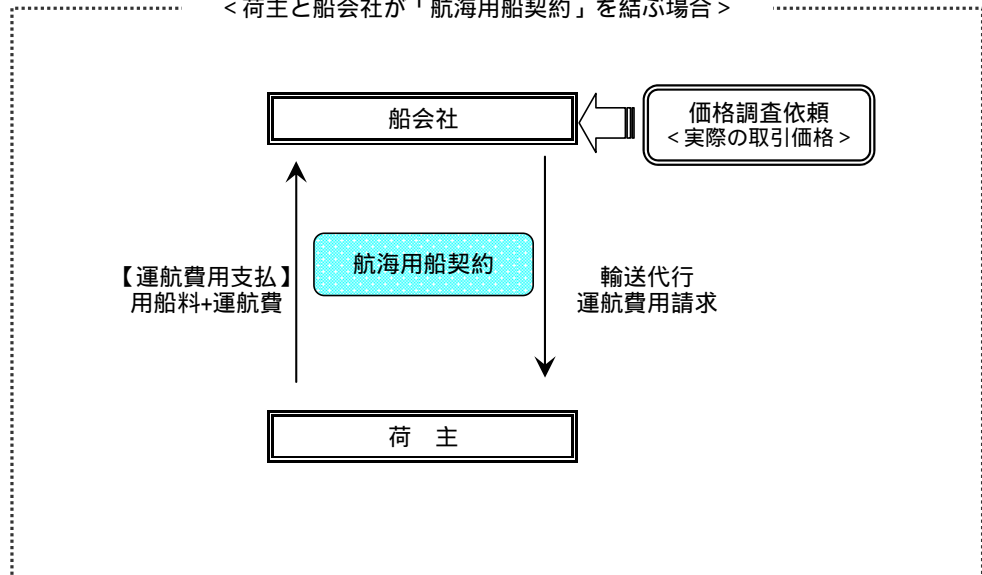 <荷主と船会社が「航海用船契約」を結ぶ場合>
船会社
価格調査依頼
<実際の取引価格>
航海用船契約
【運航費用支払】
用船料+運航費
輸送代行
運航費用請求
荷　主